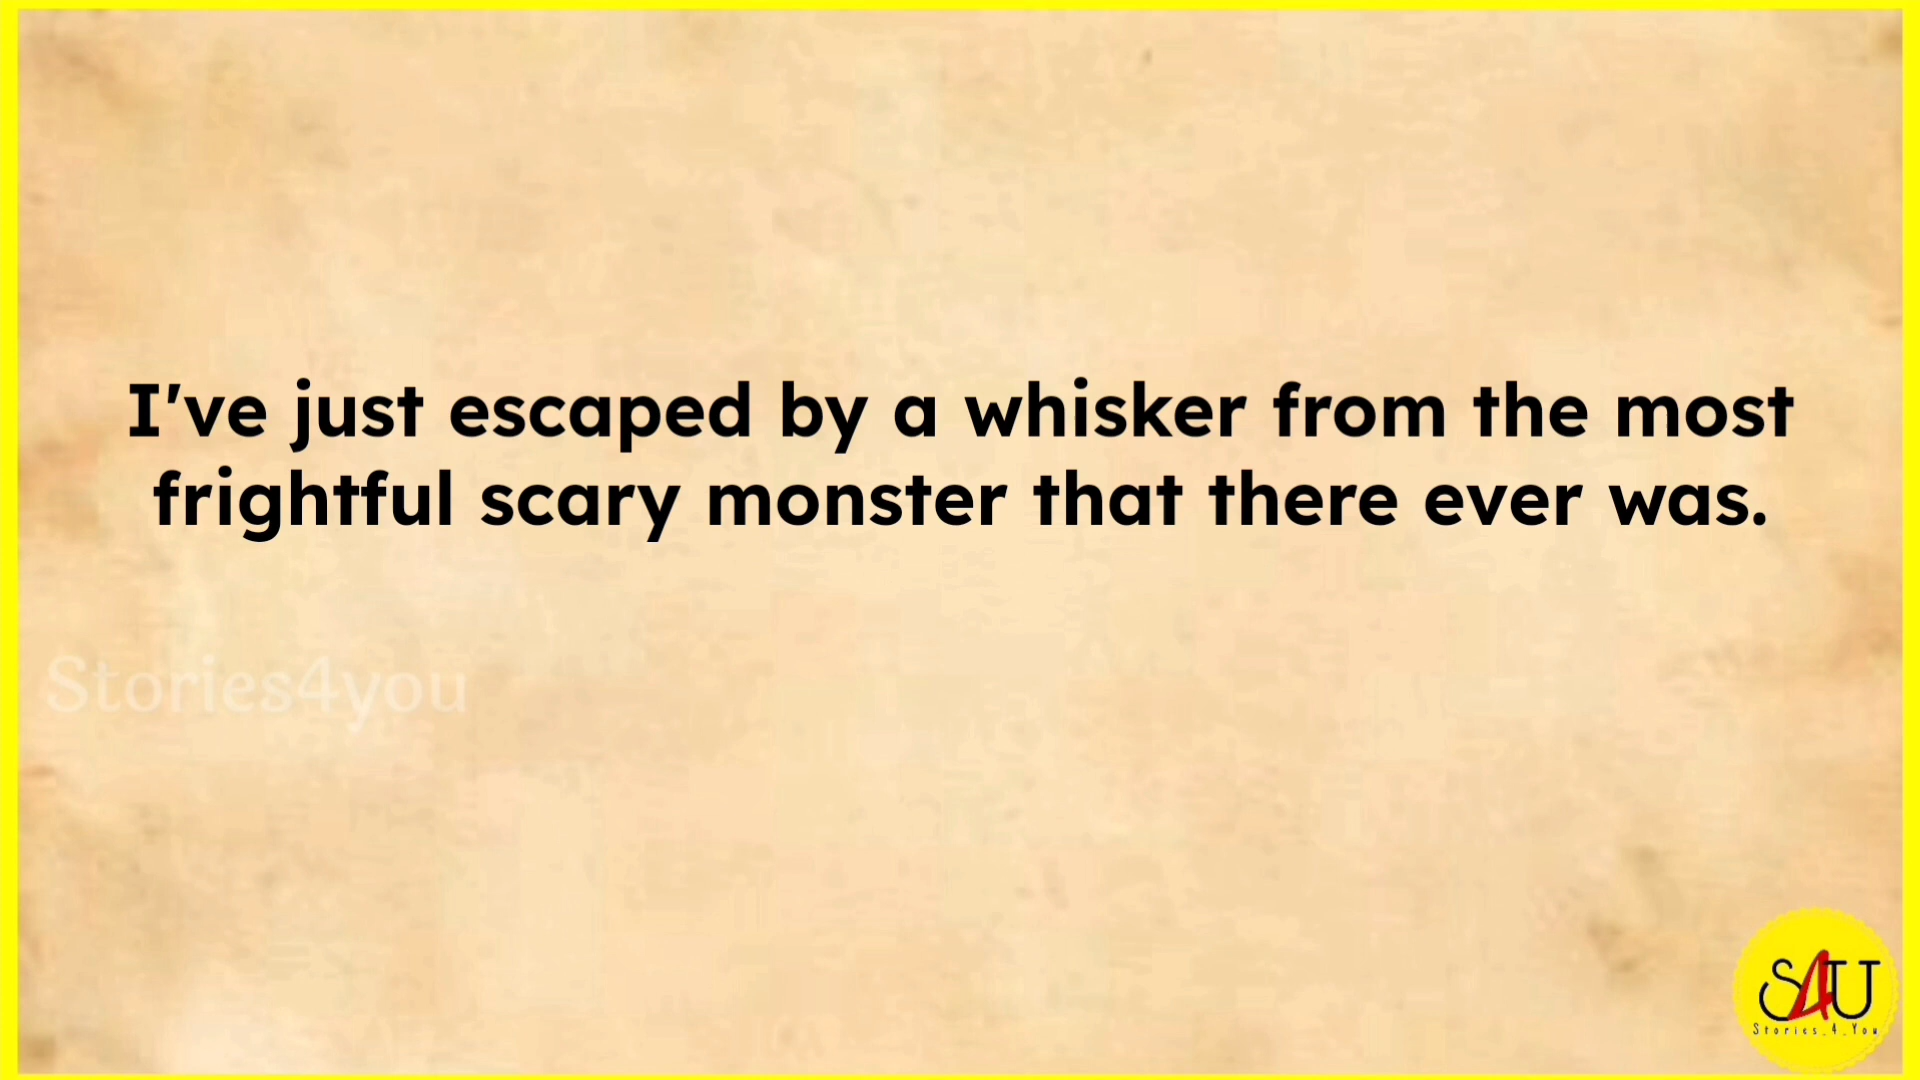 I've just escaped by a whisker from the most
frightful scary monster that there ever was.
Stories4you
S4U
Stories.4.You